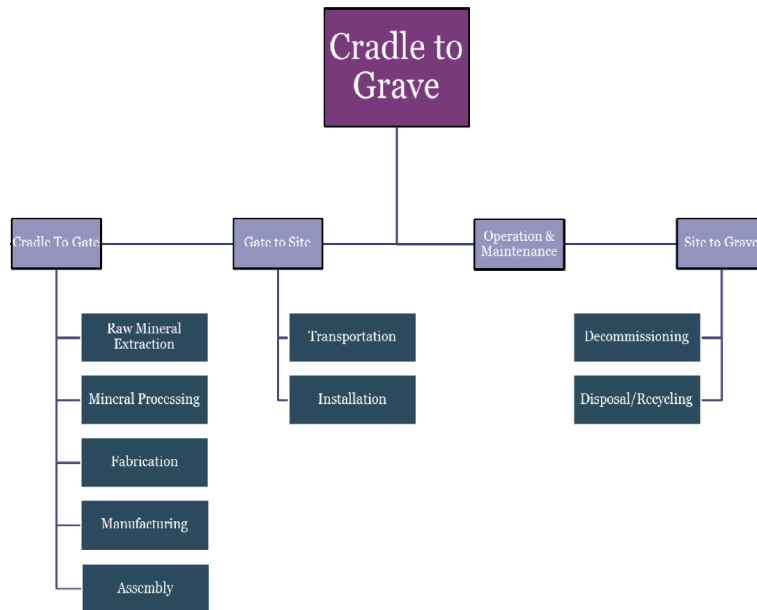 Cradle to
Grave
Cradle To Gate
Gate to Site
Operation &
Maintenance
Site to Grave
Raw Mineral
Extraction
Mineral Processing
Fabrication
Manufacturing
Assembly
Transportation
Installation
Decommissioning
Disposal/Recycling